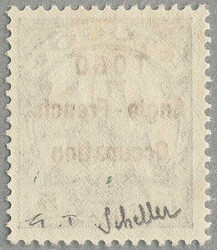 TOGO
Anglo-French
Occupation
G. T. Scheller